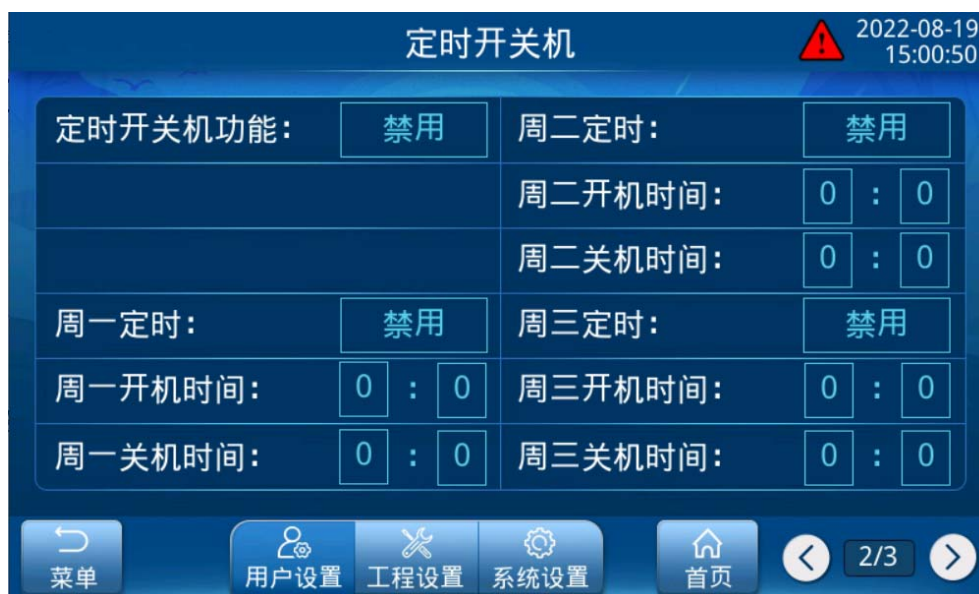 定时开关机
2022-08-19
15:00:50
定时开关机功能： 禁用
周二定时： 禁用
周二开机时间： 0 : 0
周二关机时间： 0 : 0
周一定时： 禁用
周三定时： 禁用
周一开机时间： 0 : 0
周三开机时间： 0 : 0
周一关机时间： 0 : 0
周三关机时间： 0 : 0
菜单
用户设置
工程设置
系统设置
首页
2/3